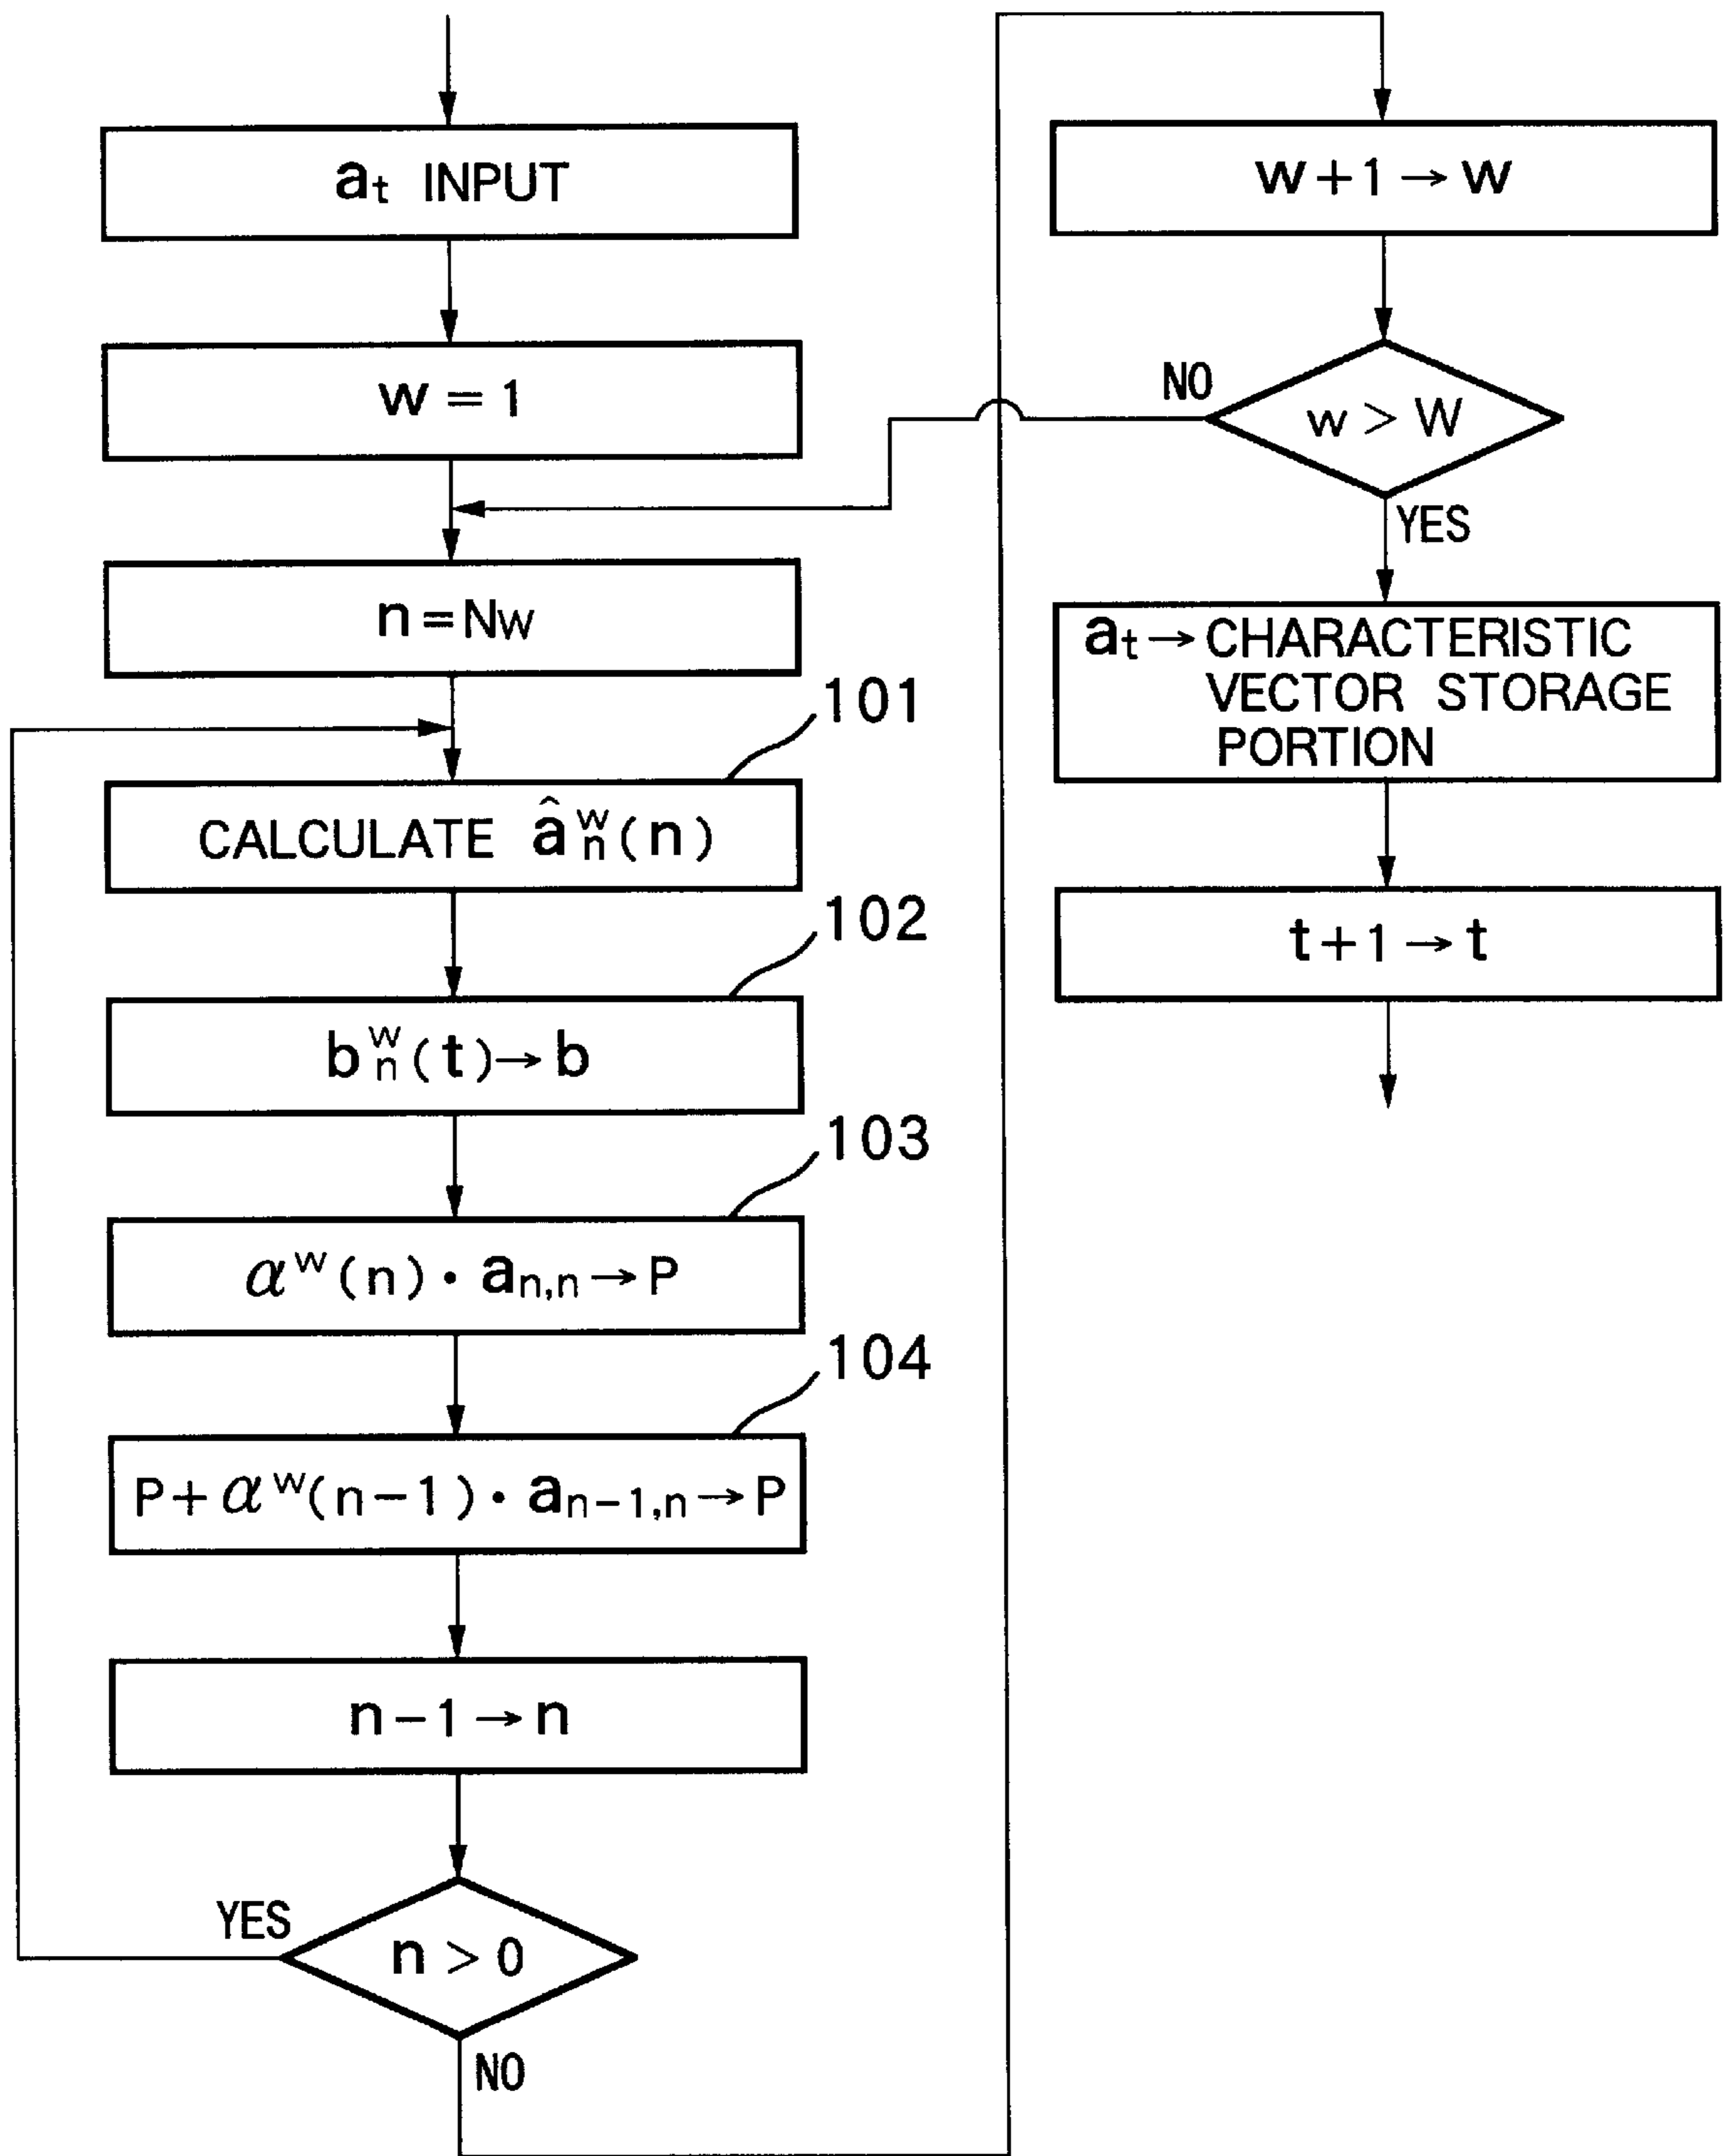 aₜ INPUT
w = 1
n = Nw
101
CALCULATE âₙʷ(n)
102
bₙʷ(t) → b
103
αʷ(n) · aₙ,ₙ → P
104
P + αʷ(n-1) · aₙ₋₁,ₙ → P
n-1 → n
YES
n > 0
NO
w+1 → w
NO
w > W
YES
aₜ → CHARACTERISTIC
VECTOR STORAGE
PORTION
t+1 → t